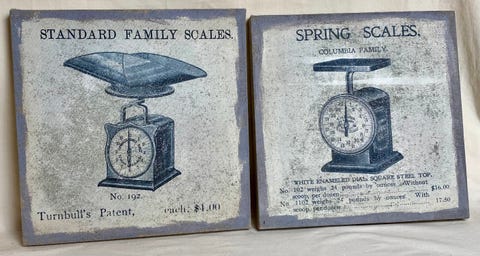 STANDARD FAMILY SCALES.
No. 192.
Turnbull's Patent, each, $4.00
SPRING SCALES.
COLUMBIA FAMILY.
WHITE ENAMELED DIAL, SQUARE STEEL TOP.
No. 102 weighs 24 pounds by ounces. Without
scoop, per dozen $16.00
No. 1102 weighs 24 pounds by ounces. With
scoop, per dozen 17.50